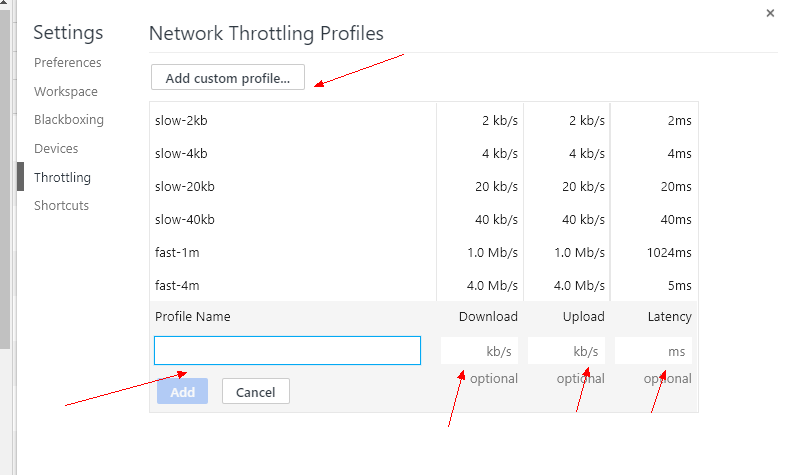 Settings
Preferences
Workspace
Blackboxing
Devices
Throttling
Shortcuts
×
Network Throttling Profiles
Add custom profile...
slow-2kb 2 kb/s 2 kb/s 2ms
slow-4kb 4 kb/s 4 kb/s 4ms
slow-20kb 20 kb/s 20 kb/s 20ms
slow-40kb 40 kb/s 40 kb/s 40ms
fast-1m 1.0 Mb/s 1.0 Mb/s 1024ms
fast-4m 4.0 Mb/s 4.0 Mb/s 5ms
Profile Name Download Upload Latency
kb/s kb/s ms
optional optional optional
Add Cancel